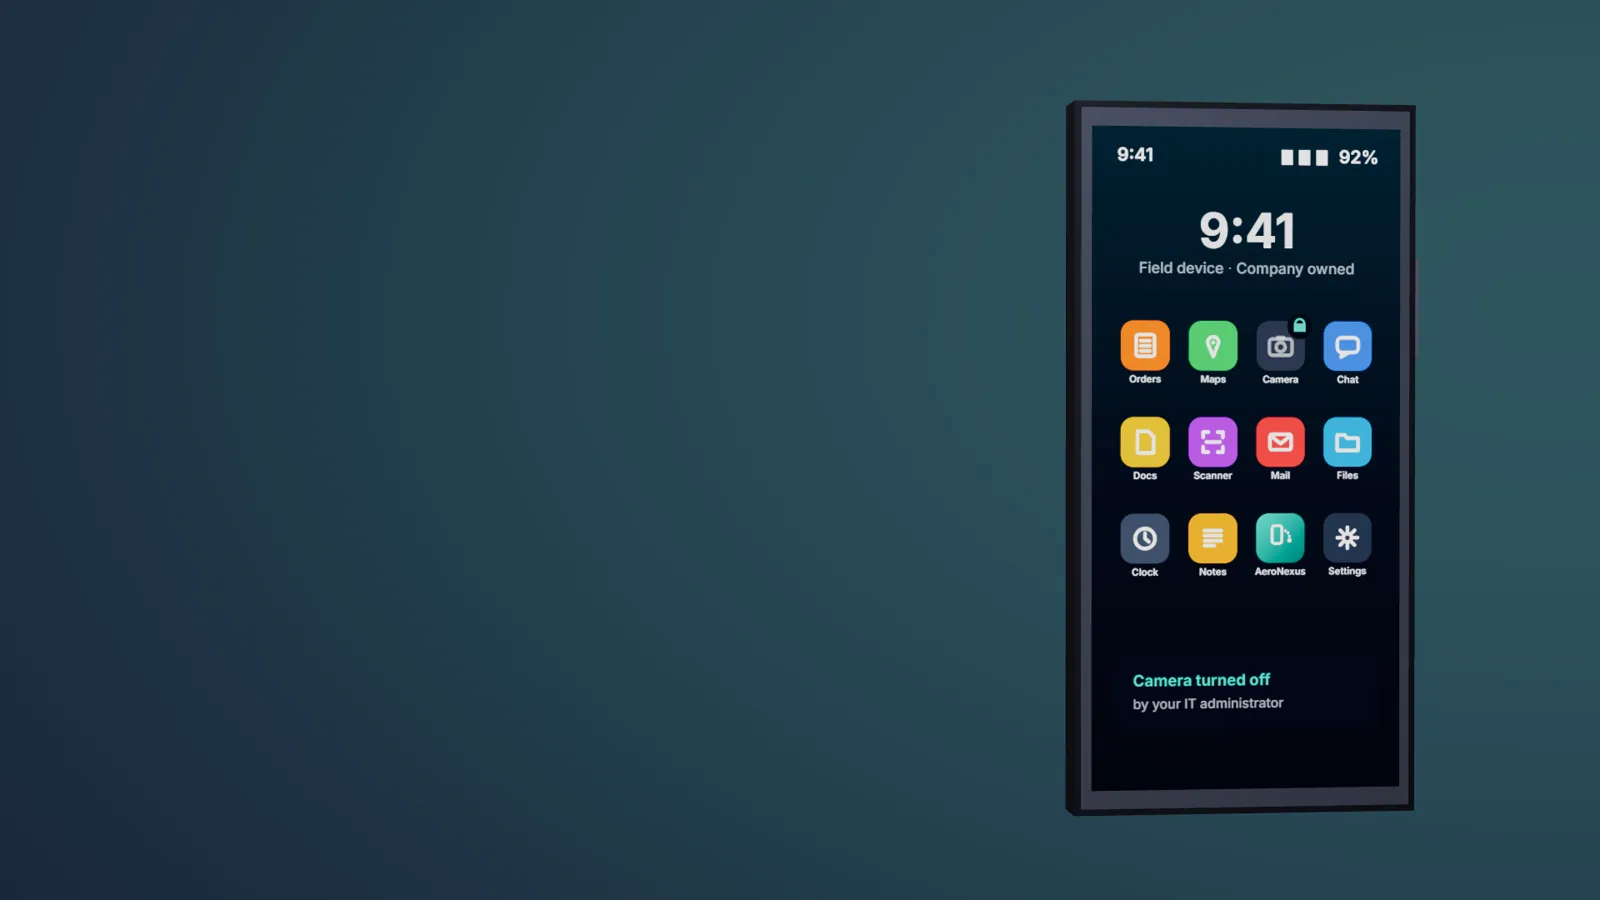 9:41 92%
9:41
Field device · Company owned
Orders Maps Camera Chat
Docs Scanner Mail Files
Clock Notes AeroNexus Settings
Camera turned off
by your IT administrator